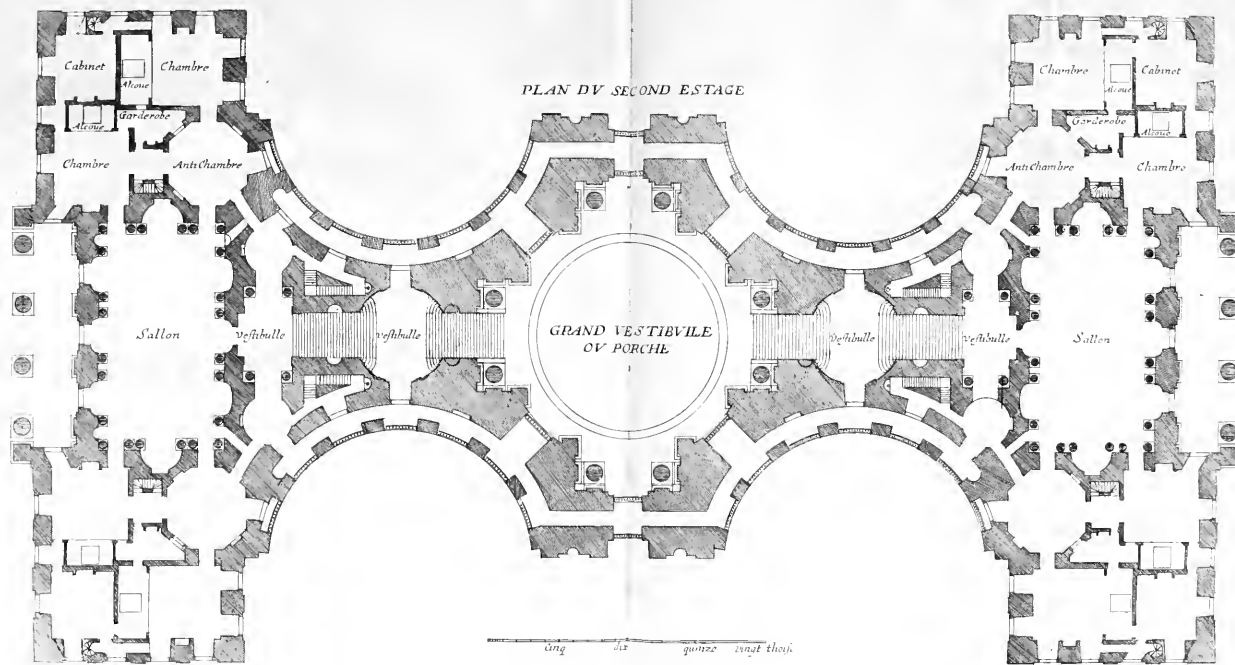 PLAN DV SECOND ESTAGE
Cabinet
Chambre
Alcoue
Garderobe
Alcoue
Chambre
AntiChambre
Chambre
Cabinet
Alcoue
Garderobe
Alcoue
AntiChambre
Chambre
Sallon
Vestibulle
Vestibulle
GRAND VESTIBVILE
OV PORCHE
Vestibulle
Vestibulle
Sallon
Cinq dix quinze vingt thois.